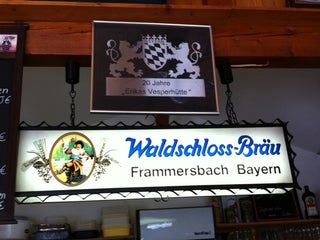 20 Jahre
„Erikas Vesperhütte"
Waldschloss-Bräu
Frammersbach Bayern